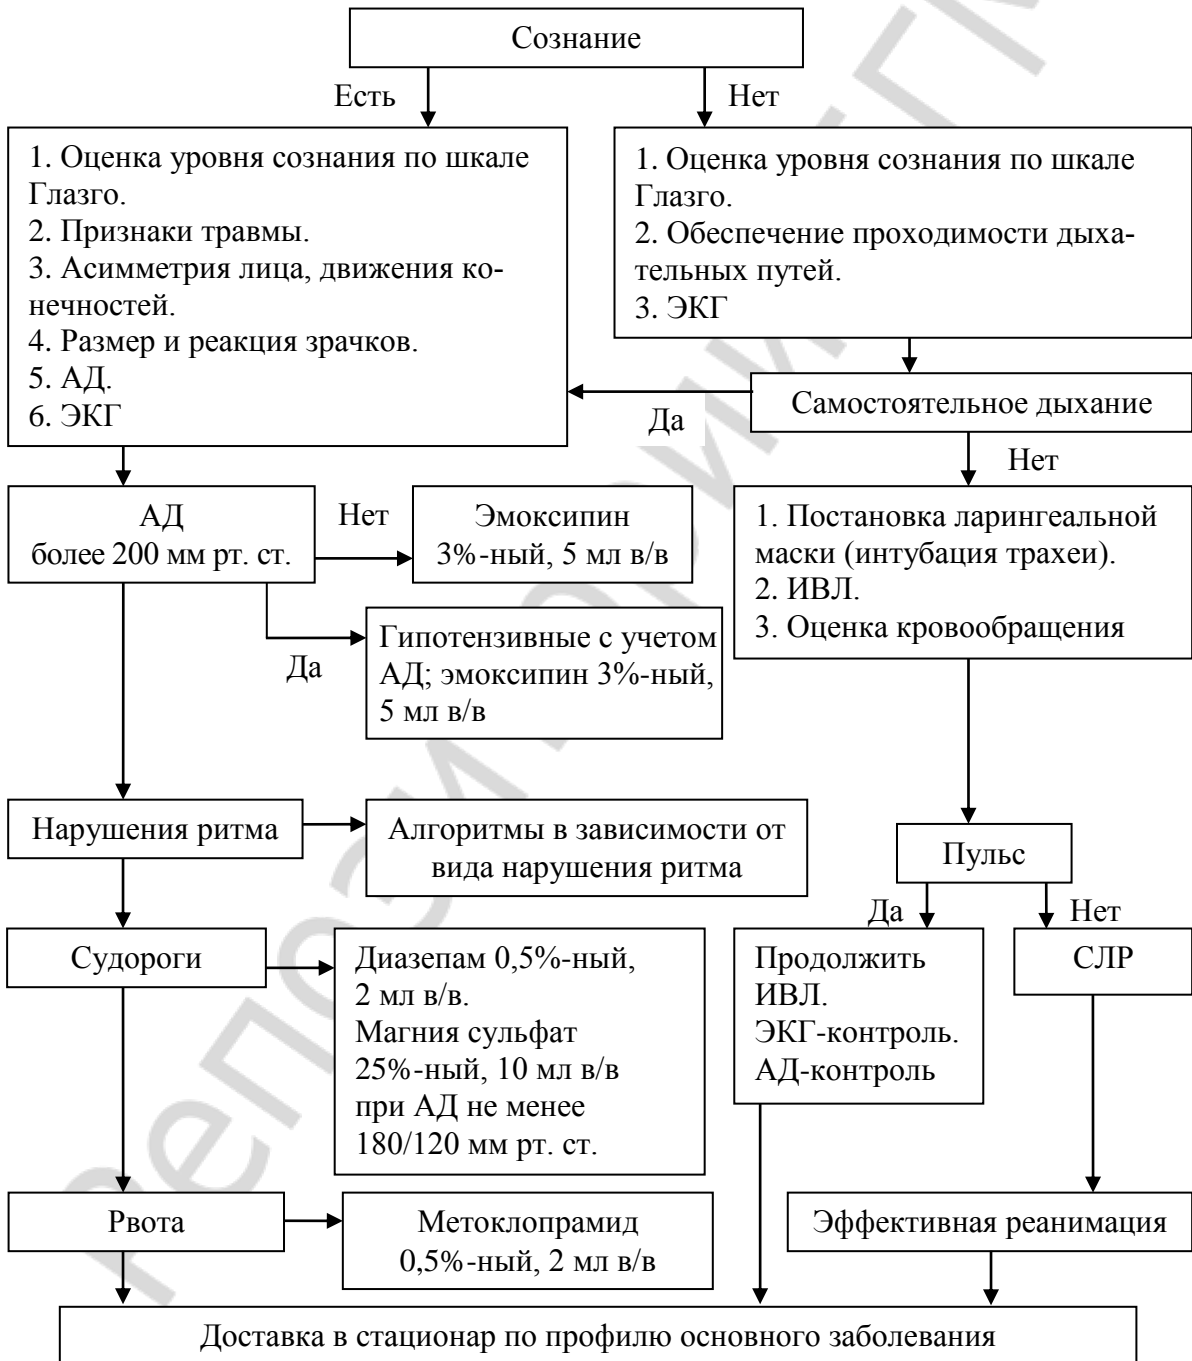 Сознание
Есть
Нет
1. Оценка уровня сознания по шкале
Глазго.
2. Признаки травмы.
3. Асимметрия лица, движения ко-
нечностей.
4. Размер и реакция зрачков.
5. АД.
6. ЭКГ
1. Оценка уровня сознания по шкале
Глазго.
2. Обеспечение проходимости дыха-
тельных путей.
3. ЭКГ
Самостоятельное дыхание
Да
Нет
АД
более 200 мм рт. ст.
Нет
Эмоксипин
3%-ный, 5 мл в/в
Да
Гипотензивные с учетом
АД; эмоксипин 3%-ный,
5 мл в/в
1. Постановка ларингеальной
маски (интубация трахеи).
2. ИВЛ.
3. Оценка кровообращения
Нарушения ритма
Алгоритмы в зависимости от
вида нарушения ритма
Пульс
Да
Нет
Судороги
Диазепам 0,5%-ный,
2 мл в/в.
Магния сульфат
25%-ный, 10 мл в/в
при АД не менее
180/120 мм рт. ст.
Продолжить
ИВЛ.
ЭКГ-контроль.
АД-контроль
СЛР
Рвота
Метоклопрамид
0,5%-ный, 2 мл в/в
Эффективная реанимация
Доставка в стационар по профилю основного заболевания